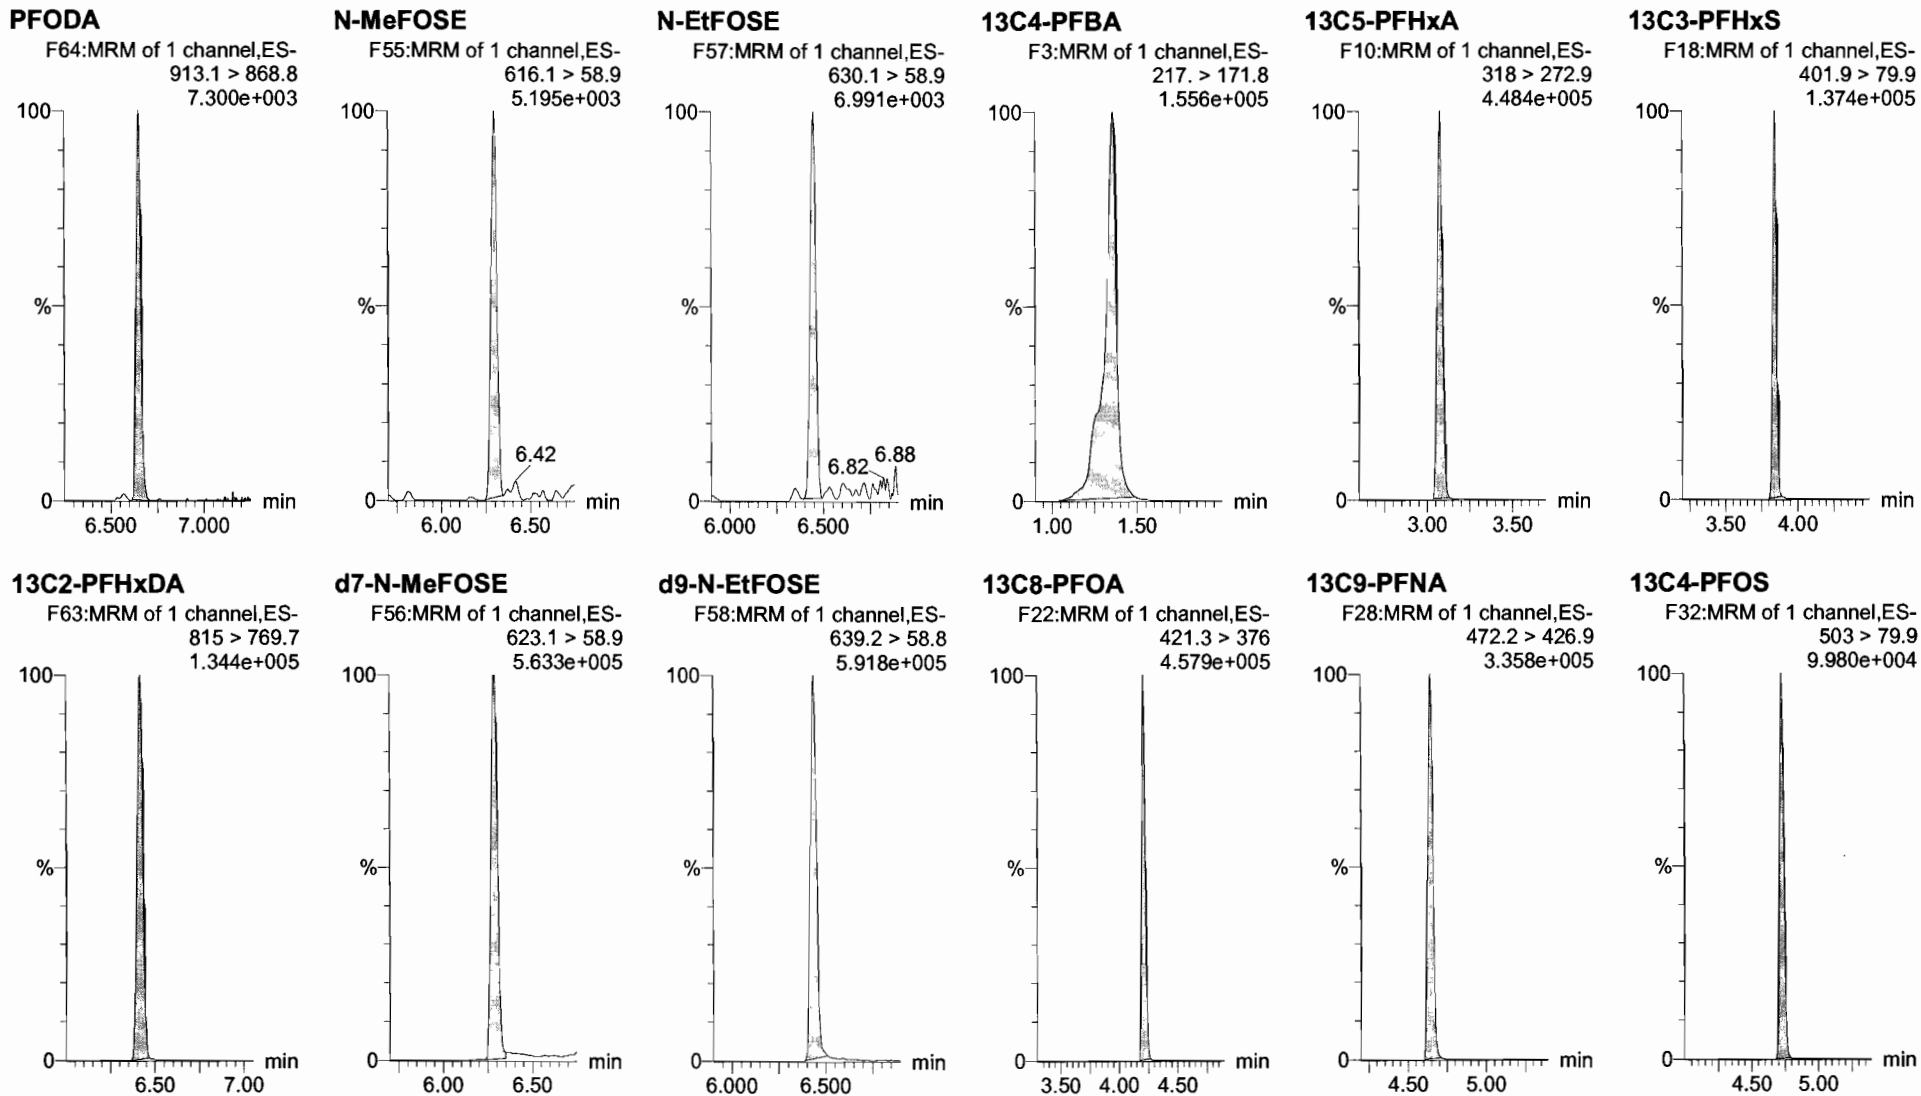 PFODA
F64:MRM of 1 channel,ES-
913.1 > 868.8
7.300e+003
100
%
0
6.500
7.000
min
N-MeFOSE
F55:MRM of 1 channel,ES-
616.1 > 58.9
5.195e+003
100
%
6.42
0
6.00
6.50
min
N-EtFOSE
F57:MRM of 1 channel,ES-
630.1 > 58.9
6.991e+003
100
%
6.82
6.88
0
6.000
6.500
min
13C4-PFBA
F3:MRM of 1 channel,ES-
217. > 171.8
1.556e+005
100
%
0
1.00
1.50
min
13C5-PFHxA
F10:MRM of 1 channel,ES-
318 > 272.9
4.484e+005
100
%
0
3.00
3.50
min
13C3-PFHxS
F18:MRM of 1 channel,ES-
401.9 > 79.9
1.374e+005
100
%
0
3.50
4.00
min
13C2-PFHxDA
F63:MRM of 1 channel,ES-
815 > 769.7
1.344e+005
100
%
0
6.50
7.00
min
d7-N-MeFOSE
F56:MRM of 1 channel,ES-
623.1 > 58.9
5.633e+005
100
%
0
6.00
6.50
min
d9-N-EtFOSE
F58:MRM of 1 channel,ES-
639.2 > 58.8
5.918e+005
100
%
0
6.000
6.500
min
13C8-PFOA
F22:MRM of 1 channel,ES-
421.3 > 376
4.579e+005
100
%
0
3.50
4.00
4.50
min
13C9-PFNA
F28:MRM of 1 channel,ES-
472.2 > 426.9
3.358e+005
100
%
0
4.50
5.00
min
13C4-PFOS
F32:MRM of 1 channel,ES-
503 > 79.9
9.980e+004
100
%
0
4.50
5.00
min